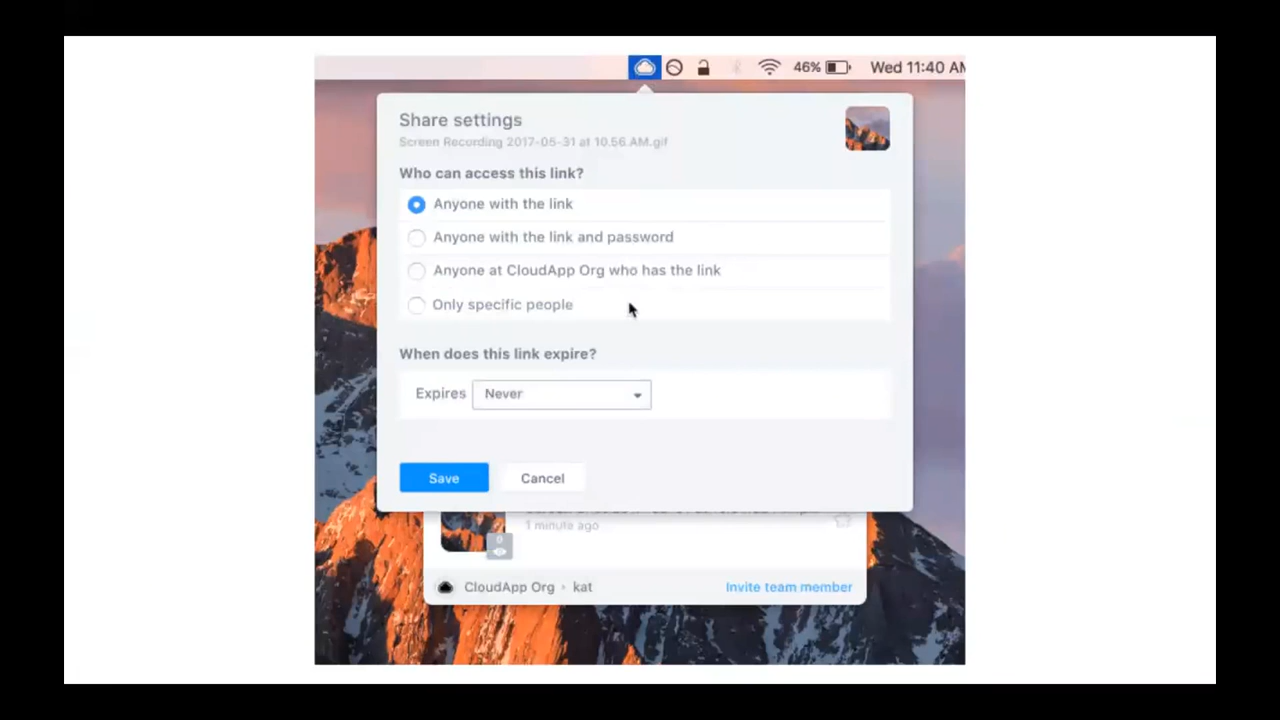 46% Wed 11:40 AM
Share settings
Screen Recording 2017-05-31 at 10.56.AM.gif
Who can access this link?
Anyone with the link
Anyone with the link and password
Anyone at CloudApp Org who has the link
Only specific people
When does this link expire?
Expires Never
Save Cancel
1 minute ago
0
CloudApp Org › kat Invite team member